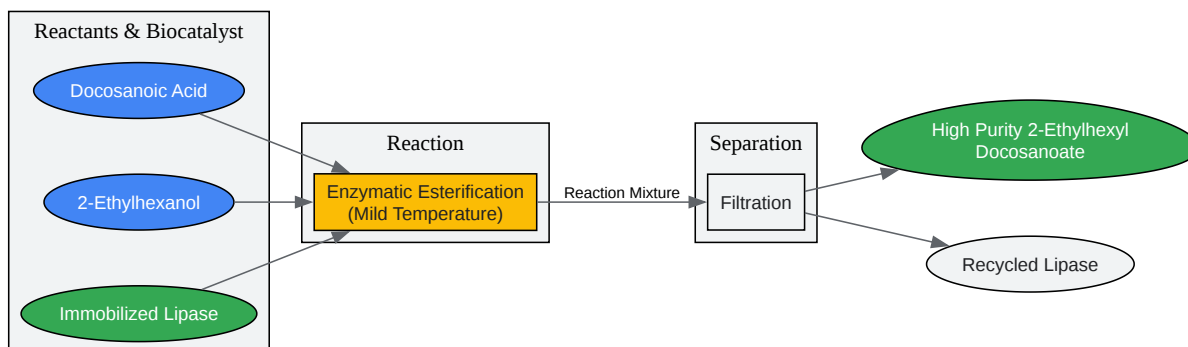 Reactants & Biocatalyst
Docosanoic Acid
2-Ethylhexanol
Immobilized Lipase
Reaction
Enzymatic Esterification
(Mild Temperature)
Reaction Mixture
Separation
Filtration
High Purity 2-Ethylhexyl
Docosanoate
Recycled Lipase